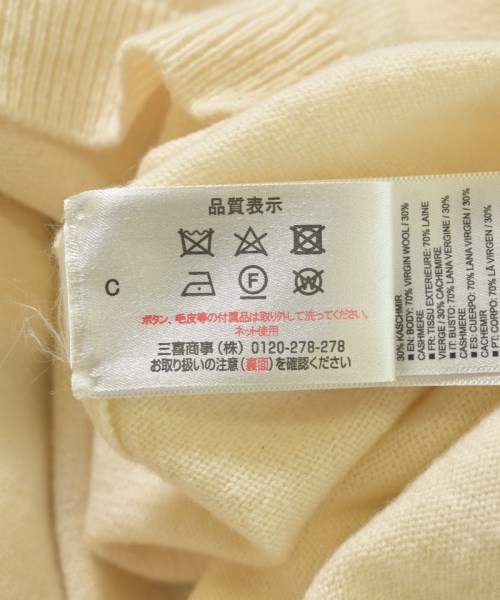 品質表示
C
F
W
ボタン、毛皮等の付属品は取り外して洗ってください。
ネット使用
三喜商事（株）0120-278-278
お取り扱いの注意（裏面）を確認ください
30% KASCHMIR
■ EN: BODY: 70% VIRGIN WOOL / 30%
CASHMERE
■ FR: TISSU EXTERIEURE: 70% LAINE
VIERGE / 30% CACHEMIRE
■ IT: BUSTO: 70% LANA VERGINE / 30%
CASHMERE
■ ES: CUERPO: 70% LANA VIRGEN / 30%
CACHEMIR
■ PT: CORPO: 70% LÃ VIRGEN / 30%